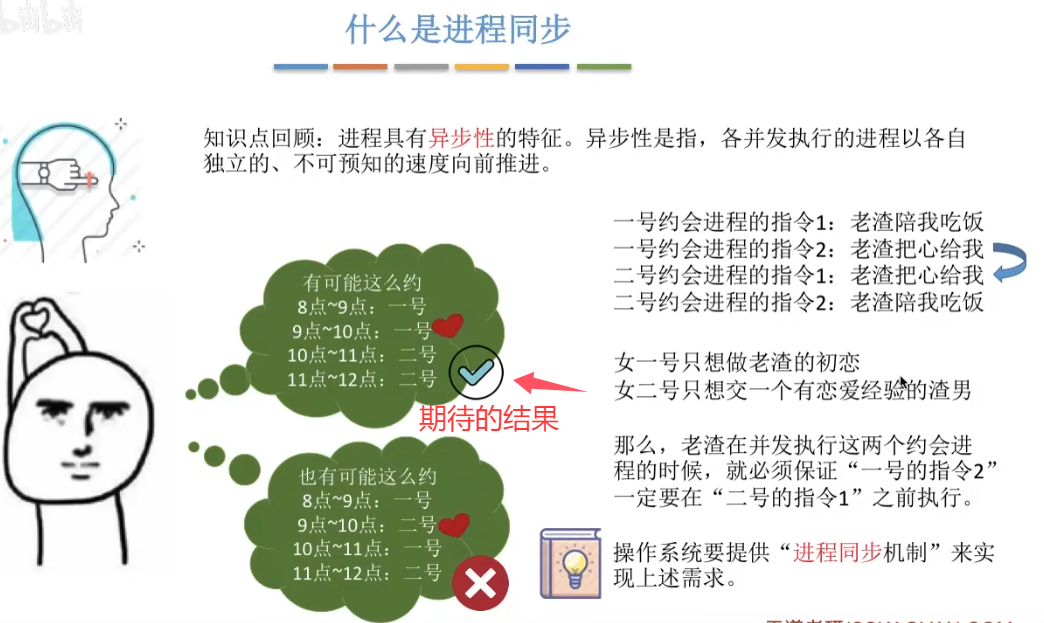 bilibili
什么是进程同步
知识点回顾：进程具有异步性的特征。异步性是指，各并发执行的进程以各自
独立的、不可预知的速度向前推进。
一号约会进程的指令1：老渣陪我吃饭
一号约会进程的指令2：老渣把心给我
二号约会进程的指令1：老渣把心给我
二号约会进程的指令2：老渣陪我吃饭
有可能这么约
8点~9点：一号
9点~10点：一号
10点~11点：二号
11点~12点：二号
期待的结果
女一号只想做老渣的初恋
女二号只想交一个有恋爱经验的渣男
也有可能这么约
8点~9点：一号
9点~10点：二号
10点~11点：一号
11点~12点：二号
那么，老渣在并发执行这两个约会进
程的时候，就必须保证“一号的指令2”
一定要在“二号的指令1”之前执行。
操作系统要提供“进程同步机制”来实
现上述需求。